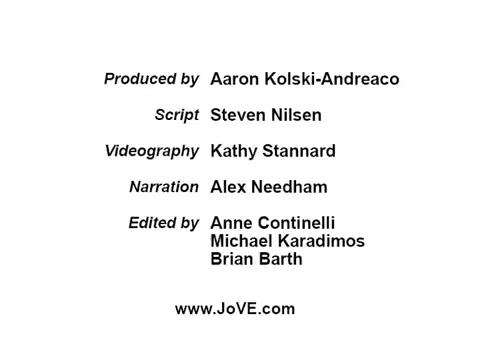 Produced by Aaron Kolski-Andreaco
Script Steven Nilsen
Videography Kathy Stannard
Narration Alex Needham
Edited by Anne Continelli
Michael Karadimos
Brian Barth
www.JoVE.com